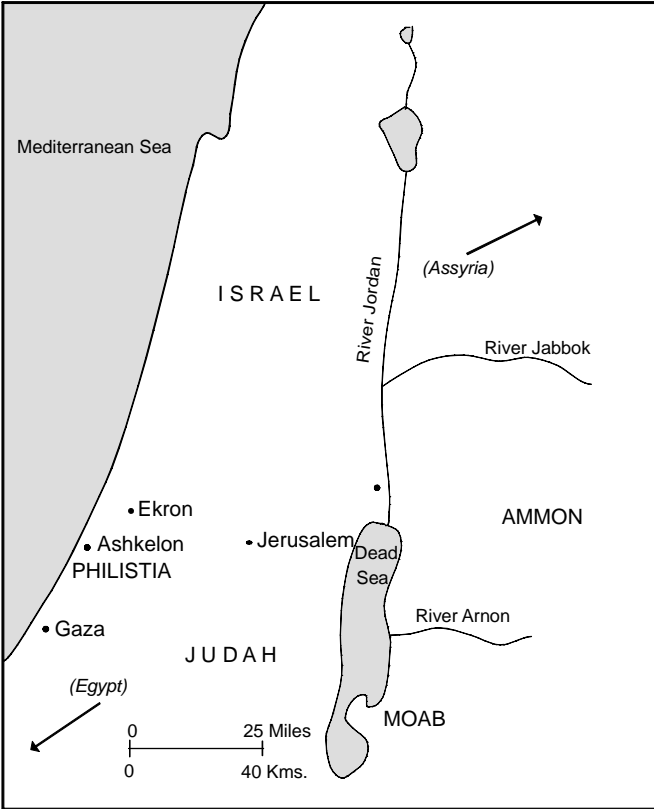 Mediterranean Sea
(Assyria)
ISRAEL
River Jordan
River Jabbok
Ekron
AMMON
Ashkelon
Jerusalem
Dead
Sea
PHILISTIA
River Arnon
Gaza
JUDAH
(Egypt)
MOAB
0 25 Miles
0 40 Kms.